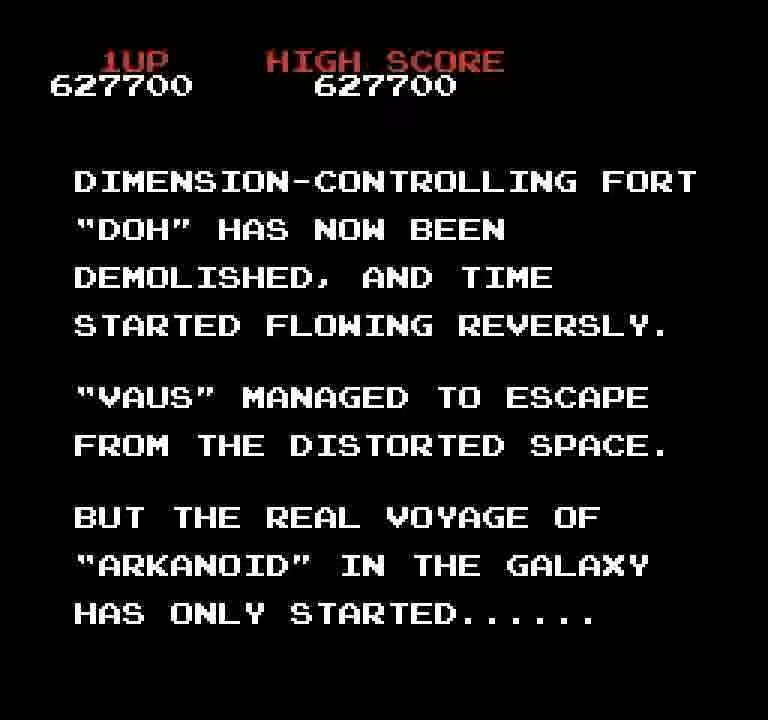 1UP HIGH SCORE
627700 627700
DIMENSION-CONTROLLING FORT
"DOH" HAS NOW BEEN
DEMOLISHED, AND TIME
STARTED FLOWING REVERSLY.
"VAUS" MANAGED TO ESCAPE
FROM THE DISTORTED SPACE.
BUT THE REAL VOYAGE OF
"ARKANOID" IN THE GALAXY
HAS ONLY STARTED......